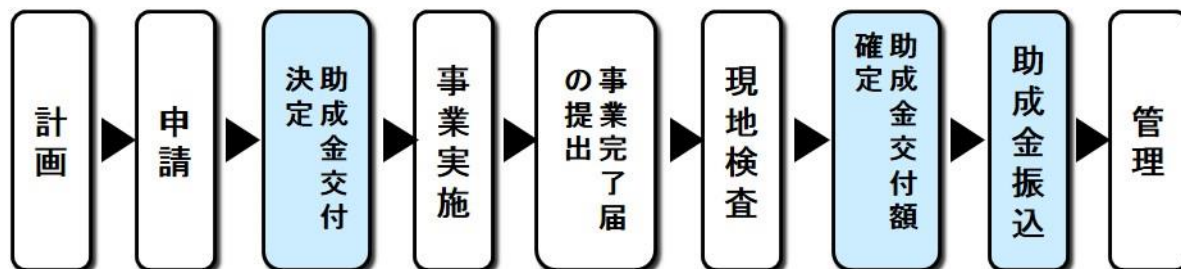 計画
申請
助成金交付
決定
事業実施
事業完了届
の提出
現地検査
助成金交付額
確定
助成金振込
管理